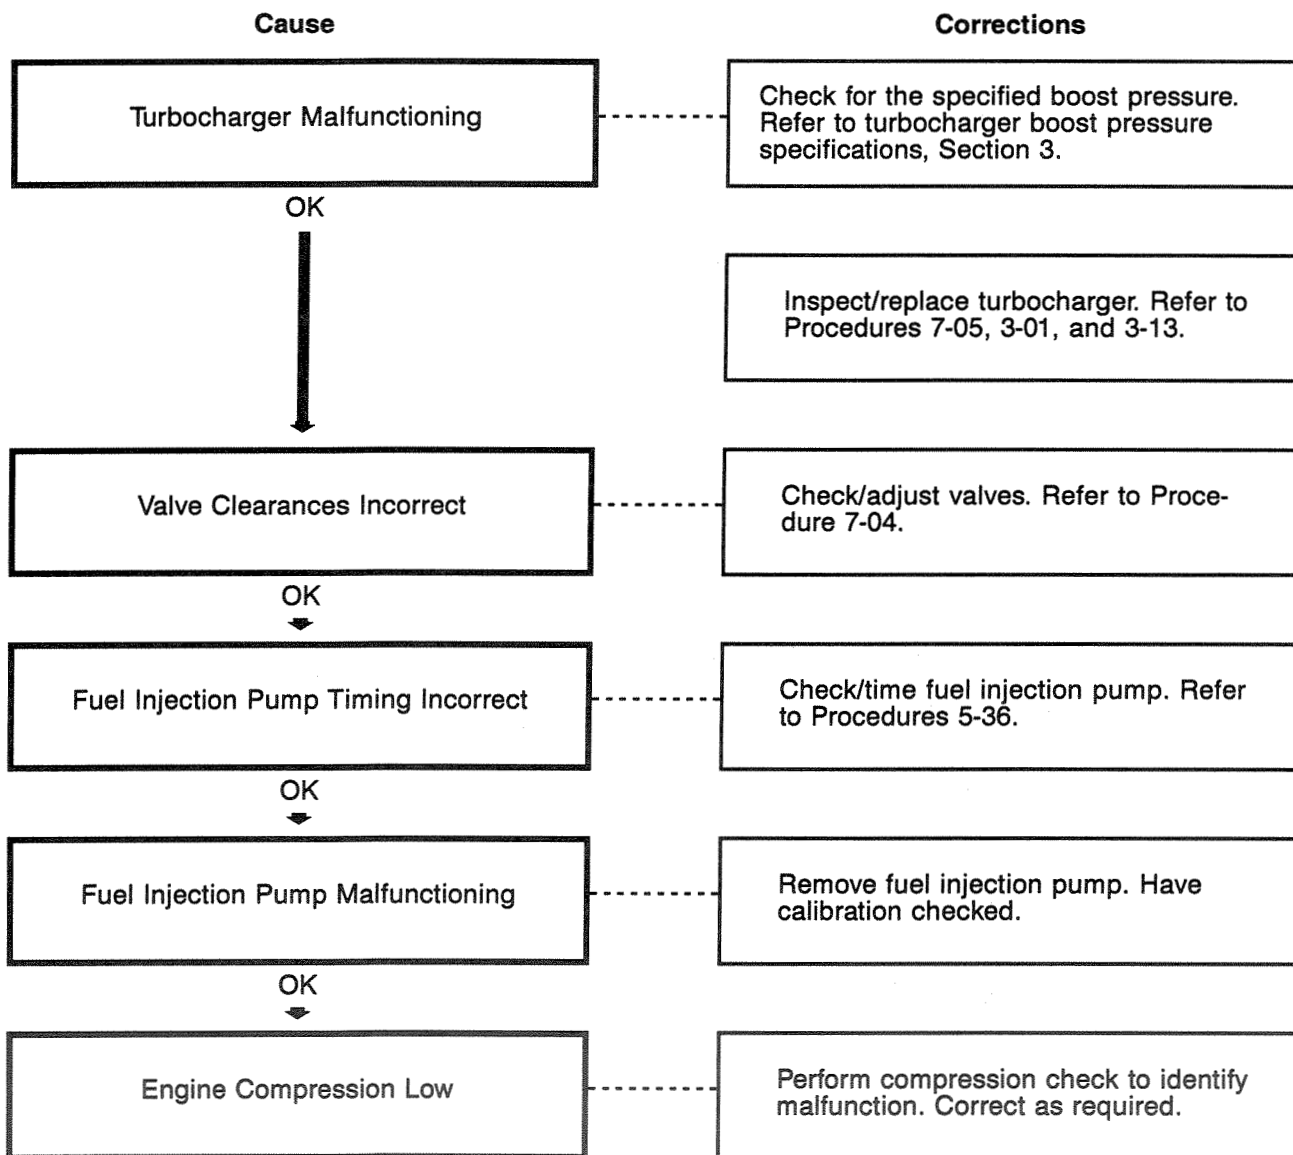 Cause
Corrections
Turbocharger Malfunctioning
Check for the specified boost pressure.
Refer to turbocharger boost pressure
specifications, Section 3.
OK
Inspect/replace turbocharger. Refer to
Procedures 7-05, 3-01, and 3-13.
Valve Clearances Incorrect
Check/adjust valves. Refer to Proce-
dure 7-04.
OK
Fuel Injection Pump Timing Incorrect
Check/time fuel injection pump. Refer
to Procedures 5-36.
OK
Fuel Injection Pump Malfunctioning
Remove fuel injection pump. Have
calibration checked.
OK
Engine Compression Low
Perform compression check to identify
malfunction. Correct as required.